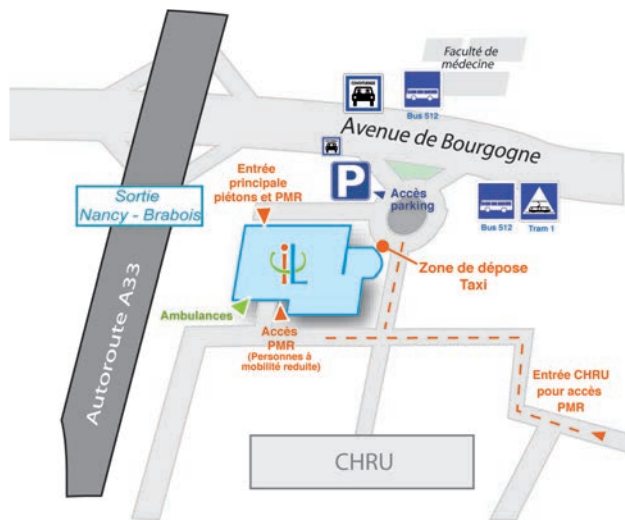 Faculté de
médecine
COVOITURAGE
Bus 512
Avenue de Bourgogne
Entrée
principale
piétons et PMR
P
Accès
parking
Sortie
Nancy - Brabois
Bus 512
Tram 1
iL
Zone de dépose
Taxi
Ambulances
Accès
PMR
(Personnes à
mobilité reduite)
Autoroute A33
Entrée CHRU
pour accès
PMR
CHRU